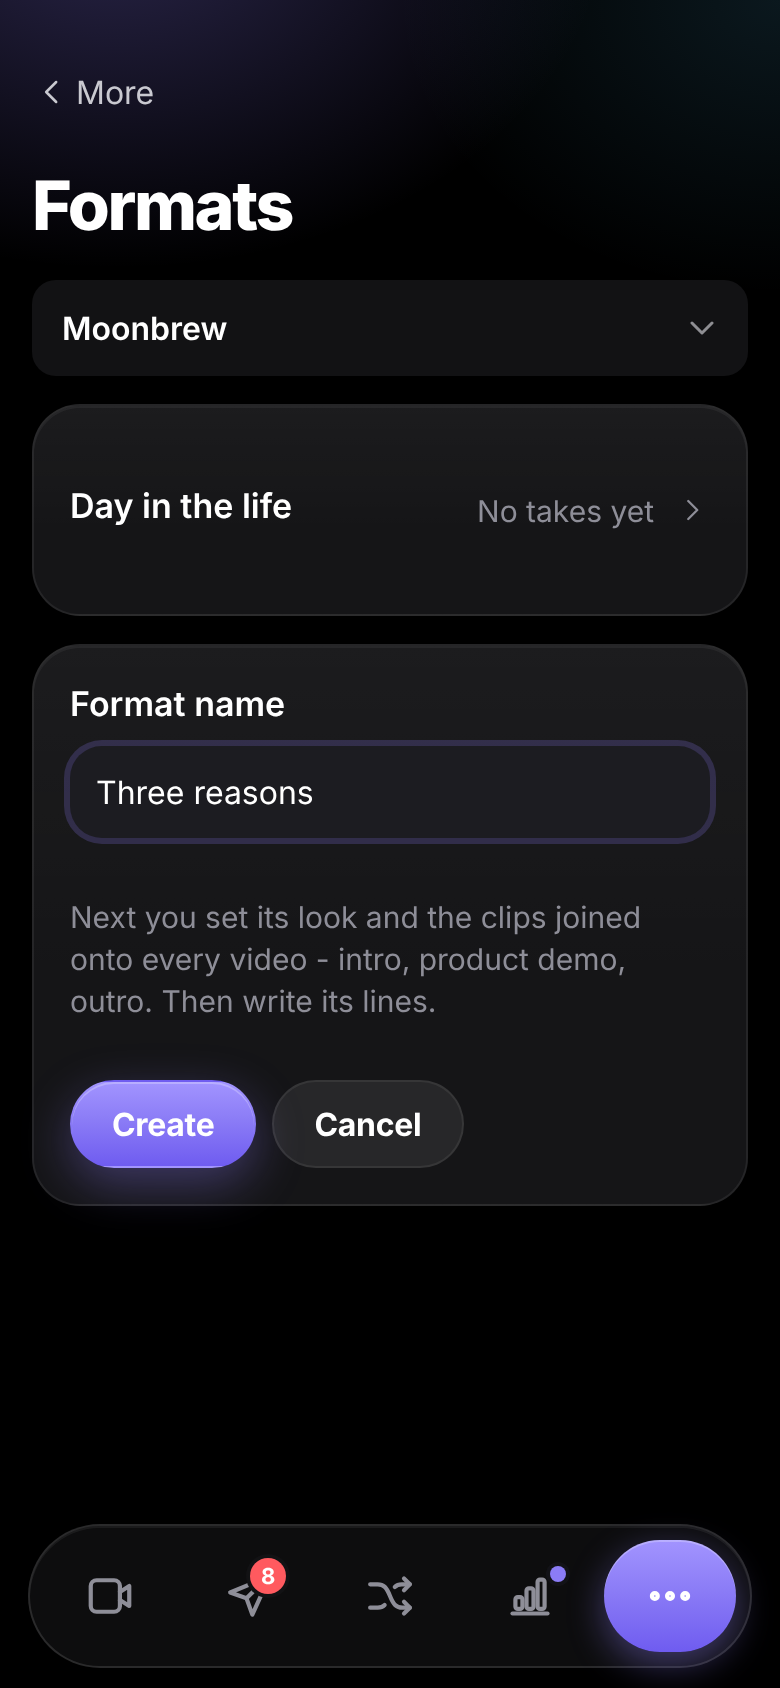 More
Formats
Moonbrew
Day in the life
No takes yet
Format name
Three reasons
Next you set its look and the clips joined
onto every video - intro, product demo,
outro. Then write its lines.
Create
Cancel
8